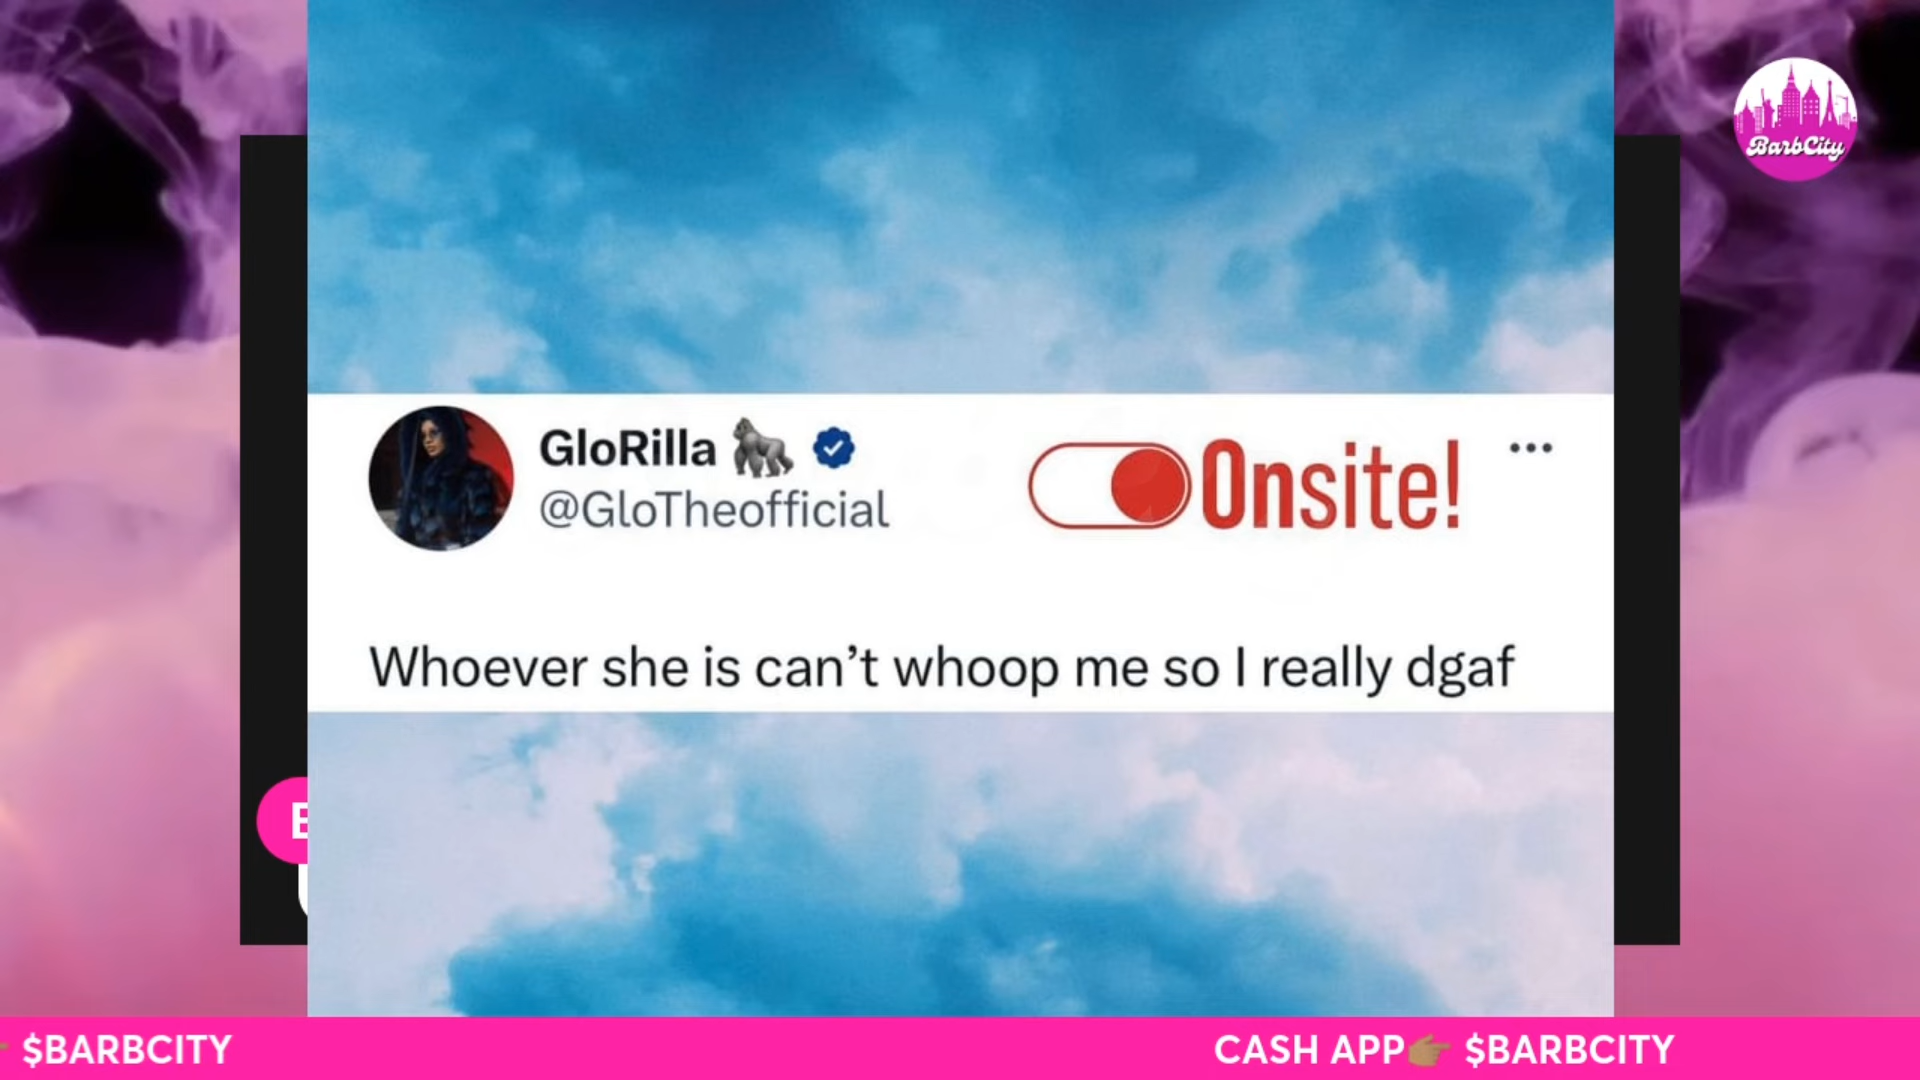 BarbCity
GloRilla 🦍
@GloTheofficial
Onsite!
Whoever she is can’t whoop me so I really dgaf
$BARBCITY
CASH APP👉🏽 $BARBCITY